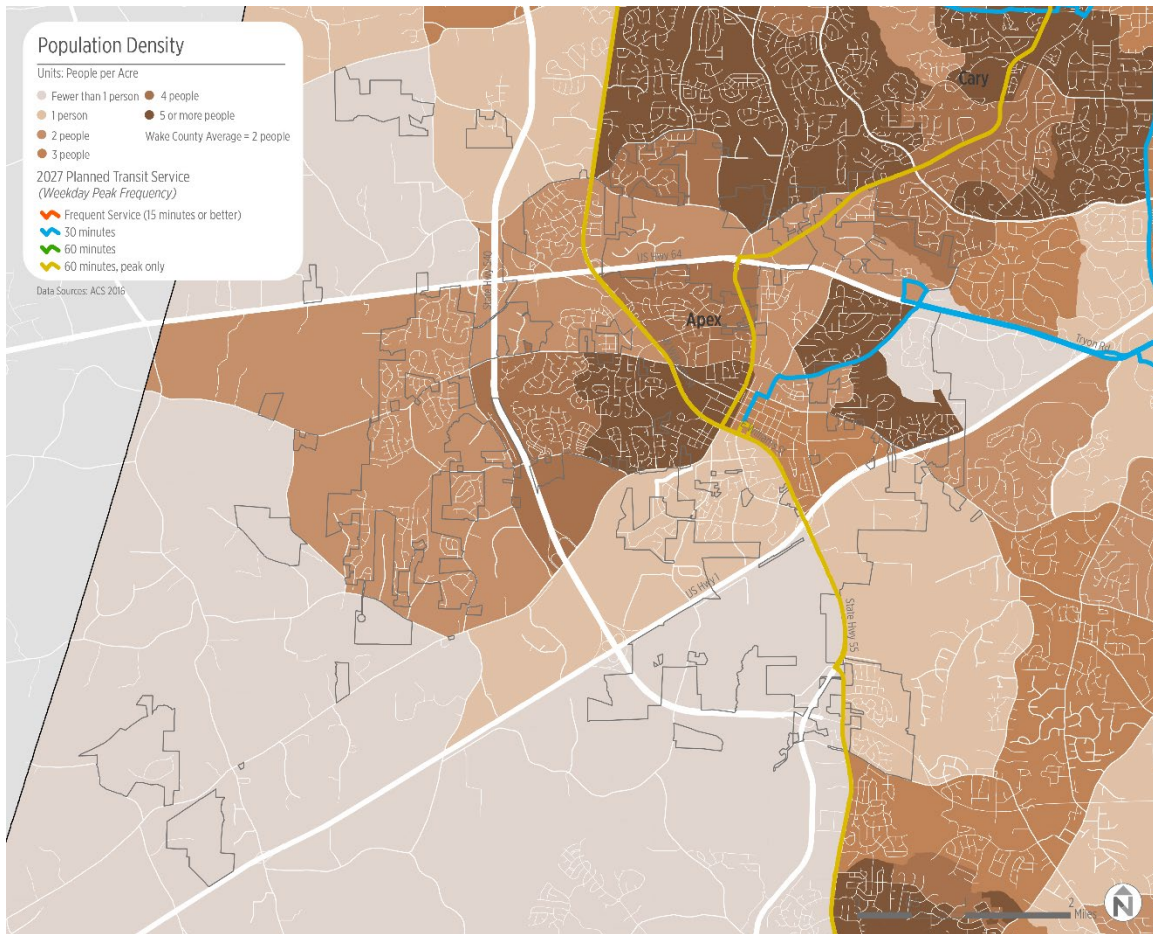 Population Density
Units: People per Acre
Fewer than 1 person
4 people
1 person
5 or more people
2 people
Wake County Average = 2 people
3 people
2027 Planned Transit Service
(Weekday Peak Frequency)
Frequent Service (15 minutes or better)
30 minutes
60 minutes
60 minutes, peak only
Data Sources: ACS 2016
Cary
US Hwy 64
Apex
Tryon Rd
US Hwy 1
State Hwy 55
2
Miles
N